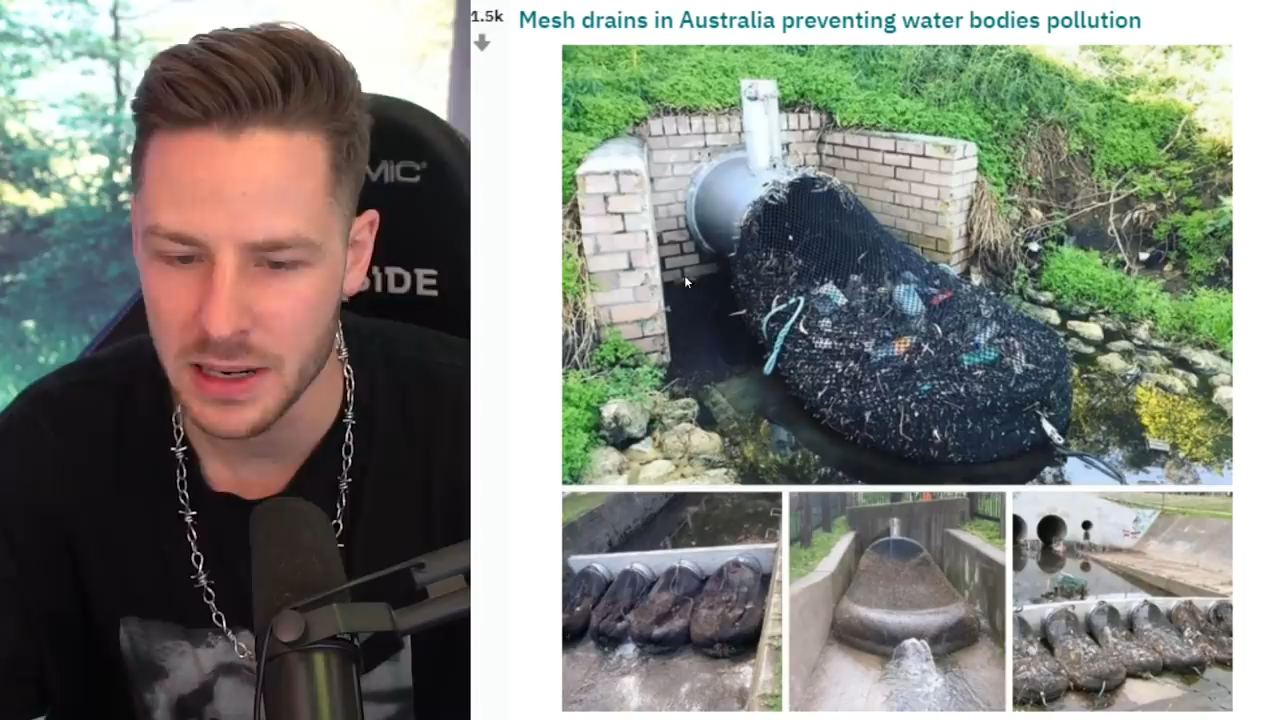 1.5k
Mesh drains in Australia preventing water bodies pollution
MIC
SIDE